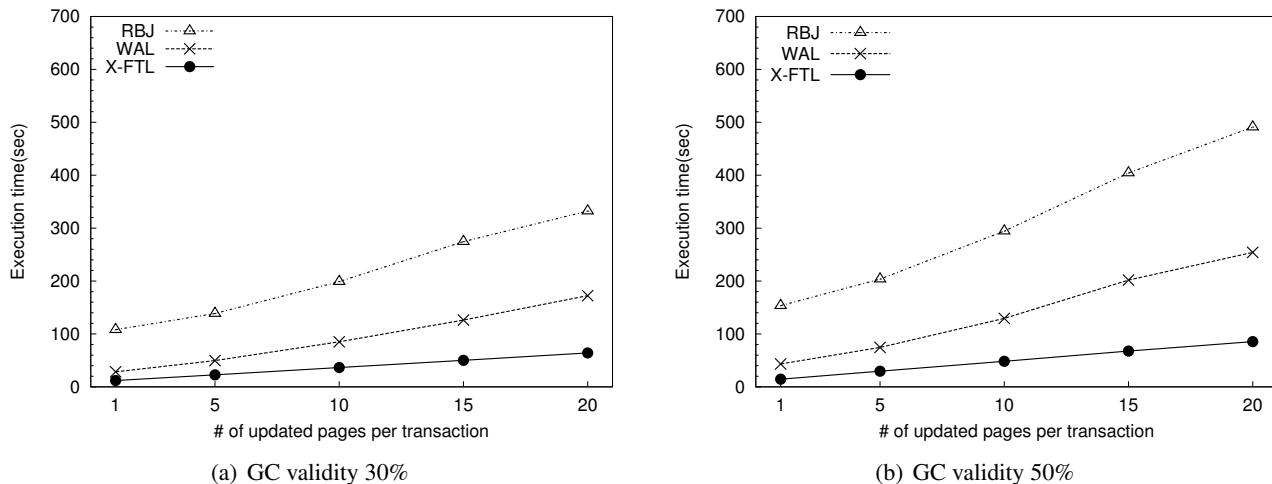 700
600
500
400
300
200
100
0
Execution time(sec)
RBJ
WAL
X-FTL
1 5 10 15 20
# of updated pages per transaction
(a) GC validity 30%
700
600
500
400
300
200
100
0
Execution time(sec)
RBJ
WAL
X-FTL
1 5 10 15 20
# of updated pages per transaction
(b) GC validity 50%